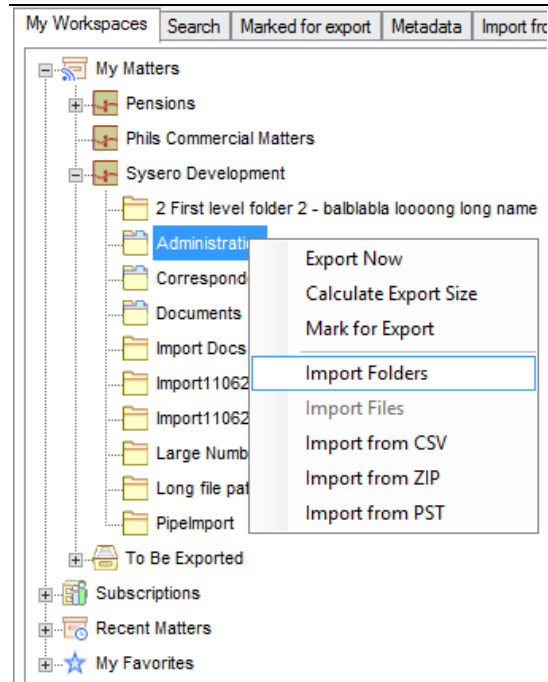 My Workspaces Search Marked for export Metadata Import fro
My Matters
Pensions
Phils Commercial Matters
Sysero Development
2 First level folder 2 - balblabla loooong long name
Administratio
Correspond
Documents
Import Docs
Import11062
Import11062
Large Numb
Long file pat
PipeImport
To Be Exported
Subscriptions
Recent Matters
My Favorites
Export Now
Calculate Export Size
Mark for Export
Import Folders
Import Files
Import from CSV
Import from ZIP
Import from PST